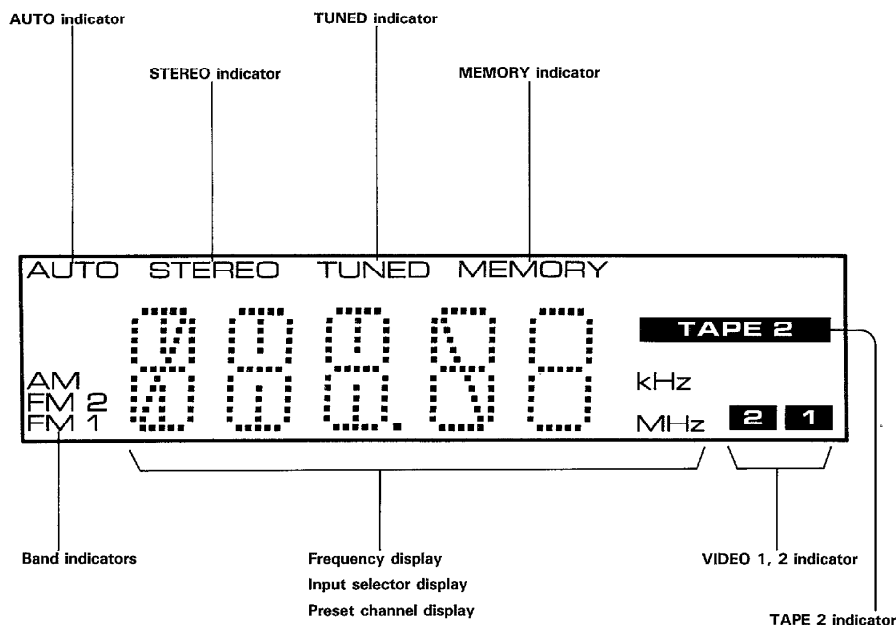 AUTO indicator
TUNED indicator
STEREO indicator
MEMORY indicator
AUTO STEREO TUNED MEMORY
TAPE 2
AM
kHz
FM 2
FM 1
MHz
2 1
Band indicators
Frequency display
Input selector display
Preset channel display
VIDEO 1, 2 indicator
TAPE 2 indicator